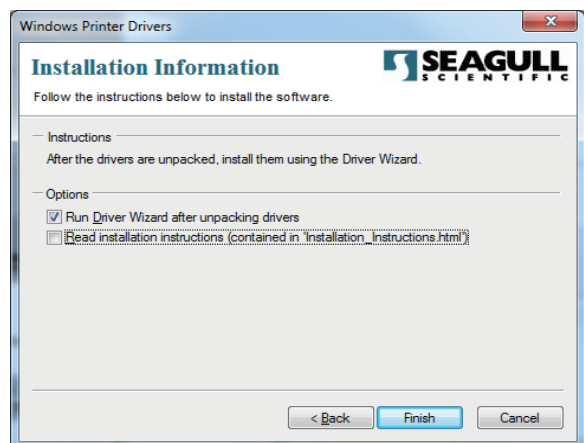 Windows Printer Drivers
Installation Information
SEAGULL
SCIENTIFIC
Follow the instructions below to install the software.
Instructions
After the drivers are unpacked, install them using the Driver Wizard.
Options
Run Driver Wizard after unpacking drivers
Read installation instructions (contained in 'Installation_Instructions.html')
< Back
Finish
Cancel